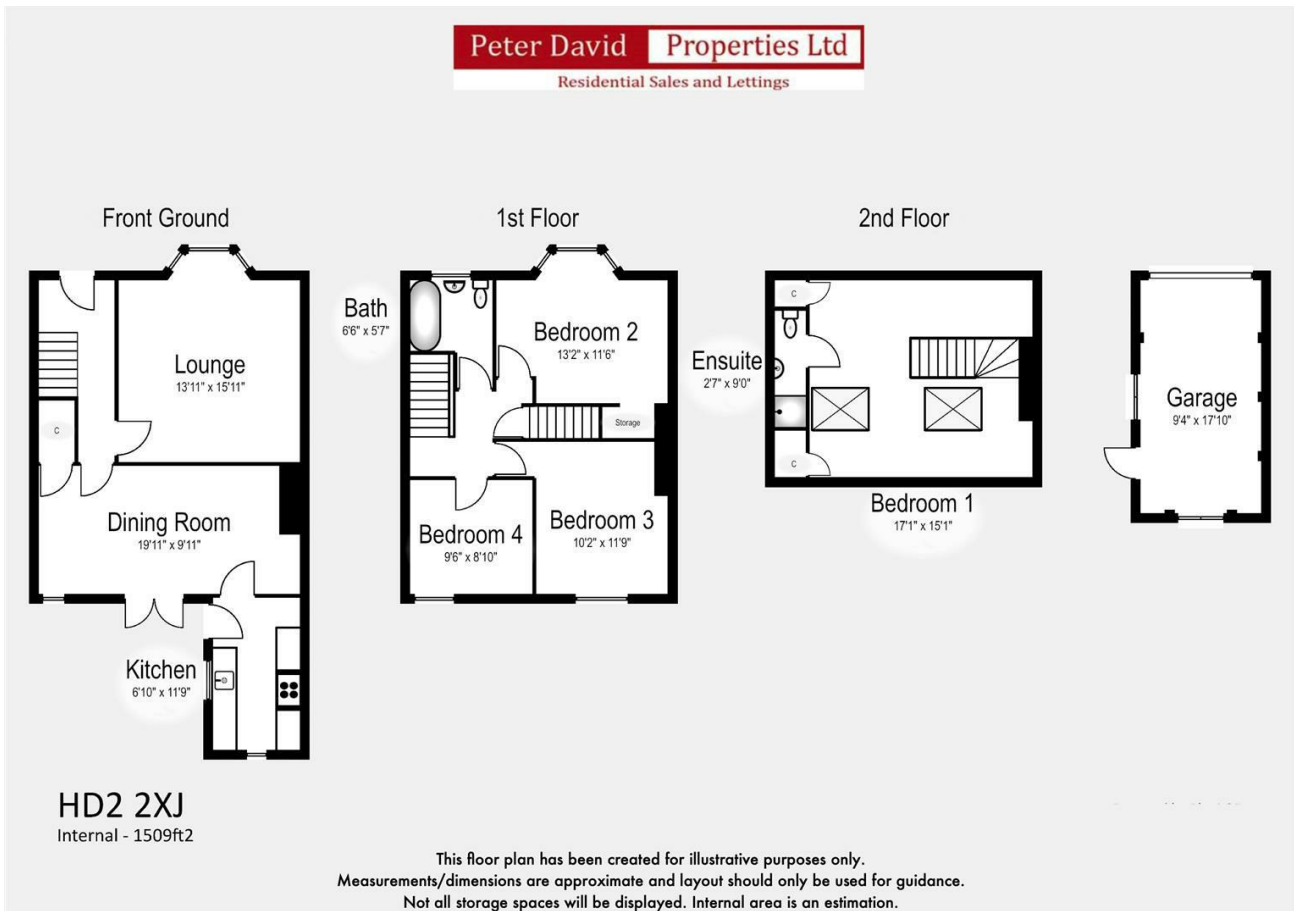 Peter David Properties Ltd
Residential Sales and Lettings
Front Ground
1st Floor
2nd Floor
Lounge
13'11" x 15'11"
C
Dining Room
19'11" x 9'11"
Kitchen
6'10" x 11'9"
Bath
6'6" x 5'7"
Bedroom 2
13'2" x 11'6"
Storage
Bedroom 4
9'6" x 8'10"
Bedroom 3
10'2" x 11'9"
C
Ensuite
2'7" x 9'0"
C
Bedroom 1
17'1" x 15'1"
Garage
9'4" x 17'10"
HD2 2XJ
Internal - 1509ft2
This floor plan has been created for illustrative purposes only.
Measurements/dimensions are approximate and layout should only be used for guidance.
Not all storage spaces will be displayed. Internal area is an estimation.